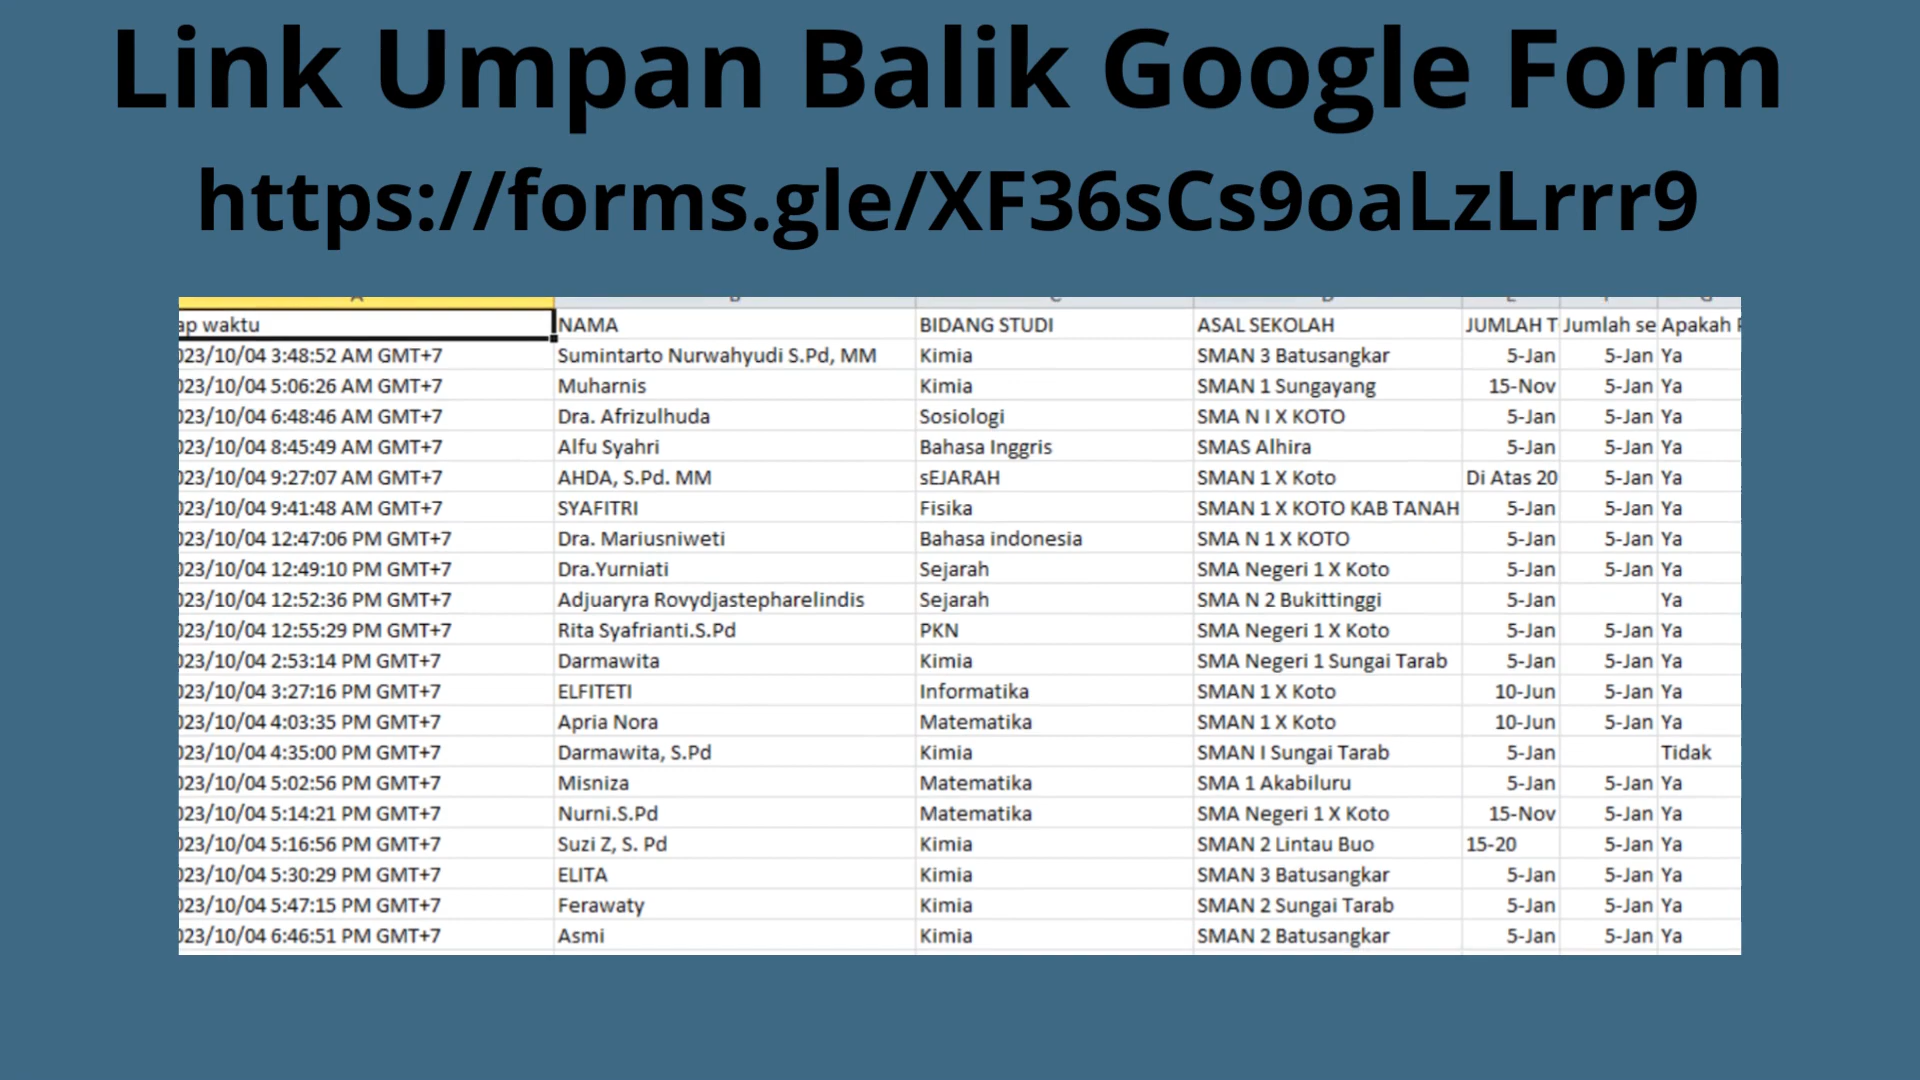 Link Umpan Balik Google Form
https://forms.gle/XF36sCs9oaLzLrrr9
ap waktu NAMA BIDANG STUDI ASAL SEKOLAH JUMLAH T Jumlah se Apakah
023/10/04 3:48:52 AM GMT+7 Sumintarto Nurwahyudi S.Pd, MM Kimia SMAN 3 Batusangkar 5-Jan 5-Jan Ya
023/10/04 5:06:26 AM GMT+7 Muharnis Kimia SMAN 1 Sungayang 15-Nov 5-Jan Ya
023/10/04 6:48:46 AM GMT+7 Dra. Afrizulhuda Sosiologi SMA N I X KOTO 5-Jan 5-Jan Ya
023/10/04 8:45:49 AM GMT+7 Alfu Syahri Bahasa Inggris SMAS Alhira 5-Jan 5-Jan Ya
023/10/04 9:27:07 AM GMT+7 AHDA, S.Pd. MM sEJARAH SMAN 1 X Koto Di Atas 20 5-Jan Ya
023/10/04 9:41:48 AM GMT+7 SYAFITRI Fisika SMAN 1 X KOTO KAB TANAH 5-Jan 5-Jan Ya
023/10/04 12:47:06 PM GMT+7 Dra. Mariusniweti Bahasa indonesia SMA N 1 X KOTO 5-Jan 5-Jan Ya
023/10/04 12:49:10 PM GMT+7 Dra.Yurniati Sejarah SMA Negeri 1 X Koto 5-Jan 5-Jan Ya
023/10/04 12:52:36 PM GMT+7 Adjuaryra Rovydjastepharelindis Sejarah SMA N 2 Bukittinggi 5-Jan Ya
023/10/04 12:55:29 PM GMT+7 Rita Syafrianti.S.Pd PKN SMA Negeri 1 X Koto 5-Jan 5-Jan Ya
023/10/04 2:53:14 PM GMT+7 Darmawita Kimia SMA Negeri 1 Sungai Tarab 5-Jan 5-Jan Ya
023/10/04 3:27:16 PM GMT+7 ELFITETI Informatika SMAN 1 X Koto 10-Jun 5-Jan Ya
023/10/04 4:03:35 PM GMT+7 Apria Nora Matematika SMAN 1 X Koto 10-Jun 5-Jan Ya
023/10/04 4:35:00 PM GMT+7 Darmawita, S.Pd Kimia SMAN I Sungai Tarab 5-Jan Tidak
023/10/04 5:02:56 PM GMT+7 Misniza Matematika SMA 1 Akabiluru 5-Jan 5-Jan Ya
023/10/04 5:14:21 PM GMT+7 Nurni.S.Pd Matematika SMA Negeri 1 X Koto 15-Nov 5-Jan Ya
023/10/04 5:16:56 PM GMT+7 Suzi Z, S. Pd Kimia SMAN 2 Lintau Buo 15-20 5-Jan Ya
023/10/04 5:30:29 PM GMT+7 ELITA Kimia SMAN 3 Batusangkar 5-Jan 5-Jan Ya
023/10/04 5:47:15 PM GMT+7 Ferawaty Kimia SMAN 2 Sungai Tarab 5-Jan 5-Jan Ya
023/10/04 6:46:51 PM GMT+7 Asmi Kimia SMAN 2 Batusangkar 5-Jan 5-Jan Ya